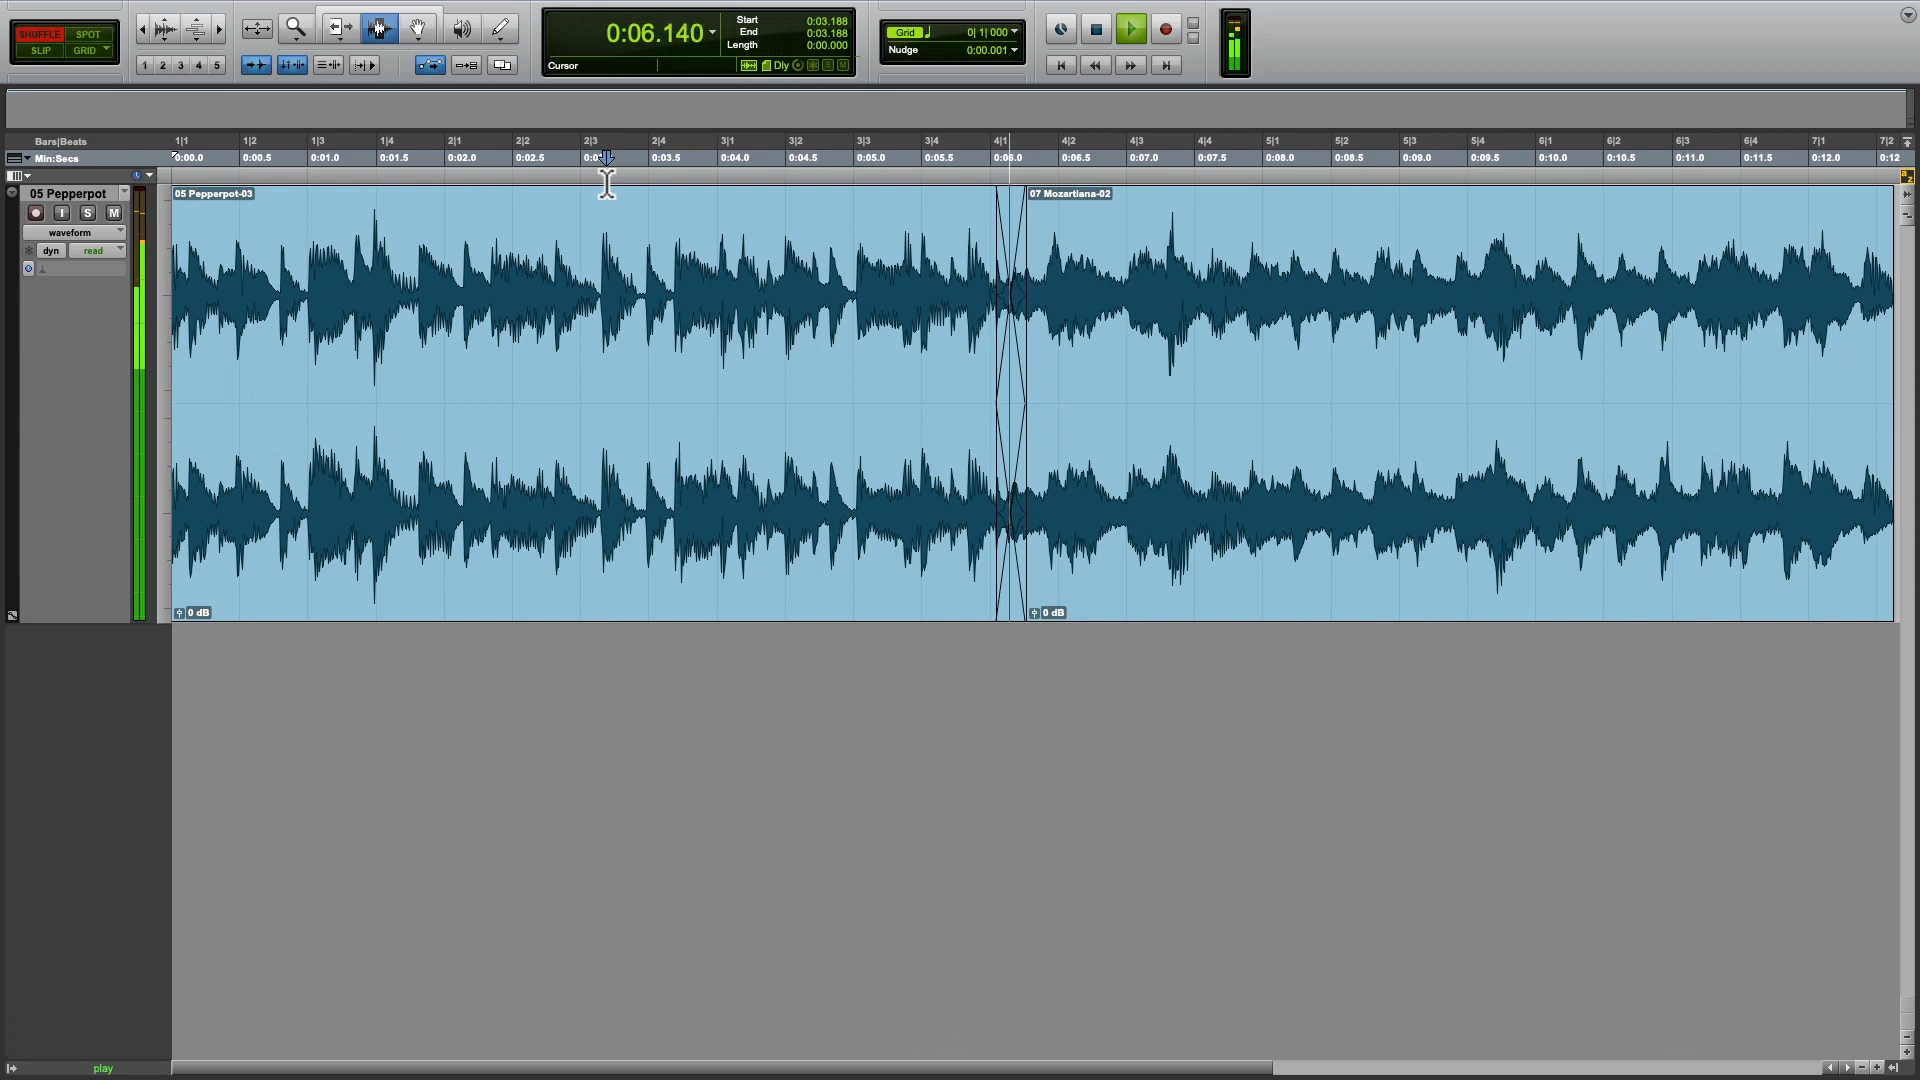 SHUFFLE SPOT
SLIP GRID
1 2 3 4 5
0:06.140
Start 0:03.188
End 0:03.188
Length 0:00.000
Cursor
Dly
S M
Grid 0| 1| 000
Nudge 0:00.001
Bars|Beats 1|1 1|2 1|3 1|4 2|1 2|2 2|3 2|4 3|1 3|2 3|3 3|4 4|1 4|2 4|3 4|4 5|1 5|2 5|3 5|4 6|1 6|2 6|3 6|4 7|1 7|2
Min:Secs 0:00.0 0:00.5 0:01.0 0:01.5 0:02.0 0:02.5 0:03.5 0:04.0 0:04.5 0:05.0 0:05.5 0:06.0 0:06.5 0:07.0 0:07.5 0:08.0 0:08.5 0:09.0 0:09.5 0:10.0 0:10.5 0:11.0 0:11.5 0:12.0 0:12
05 Pepperpot
05 Pepperpot-03
07 Mozartiana-02
I S M
waveform
dyn read
0 dB
0 dB
play
a z